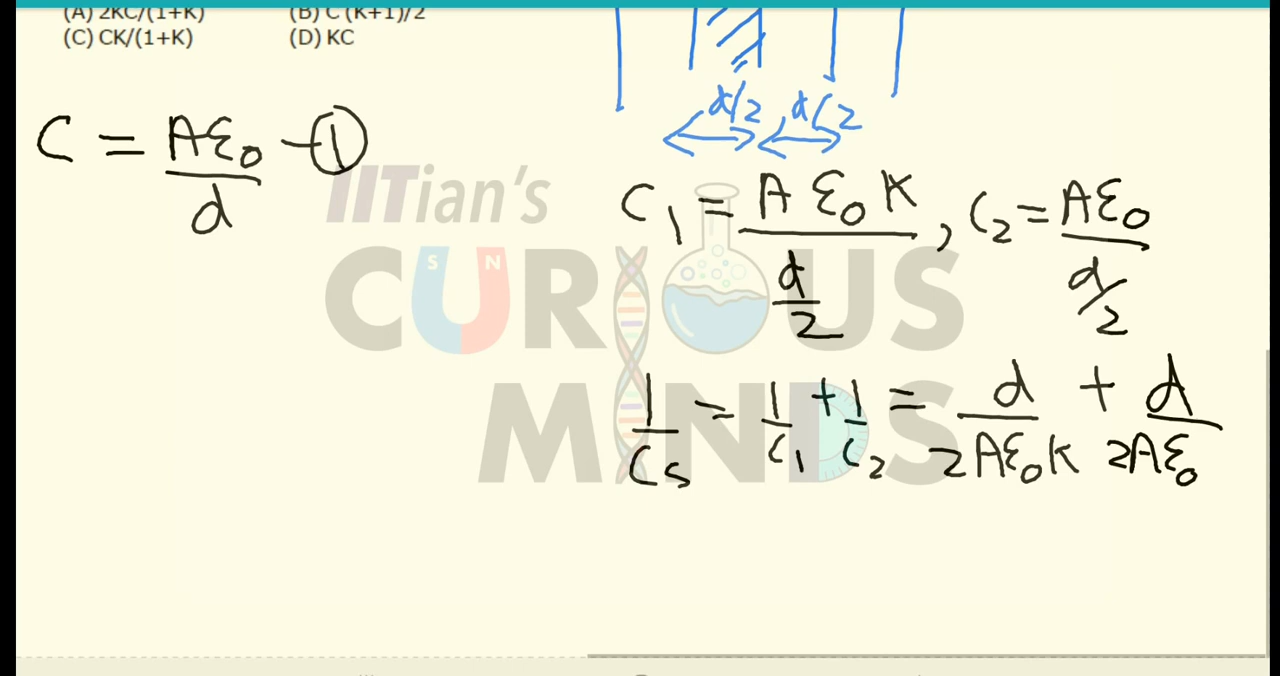 (A) 2KC/(1+K) (B) C (K+1)/2
(C) CK/(1+K) (D) KC
d/2 d/2
C = Aε₀/d -①
IITian's
CURIOUS
S N
MINDS
C₁ = Aε₀K/(d/2) , C₂ = Aε₀/(d/2)
1/Cs = 1/C₁ + 1/C₂ = d/2Aε₀K + d/2Aε₀